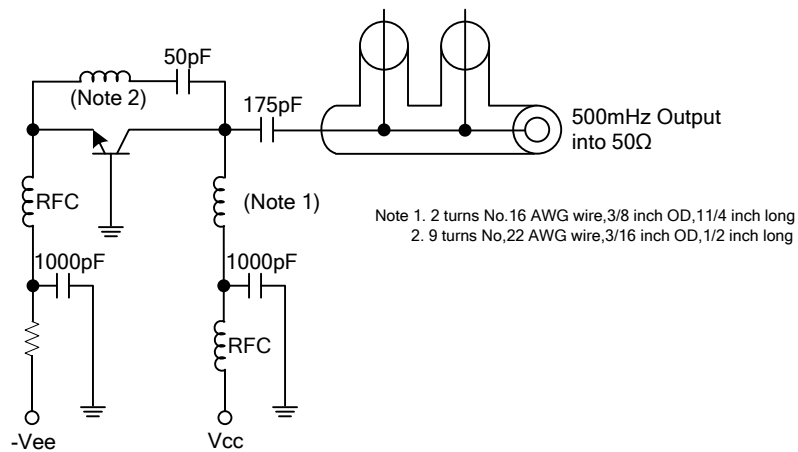 50pF
(Note 2)
175pF
500mHz Output
into 50Ω
RFC
(Note 1)
Note 1. 2 turns No.16 AWG wire,3/8 inch OD,11/4 inch long
2. 9 turns No,22 AWG wire,3/16 inch OD,1/2 inch long
1000pF
1000pF
RFC
-Vee
Vcc